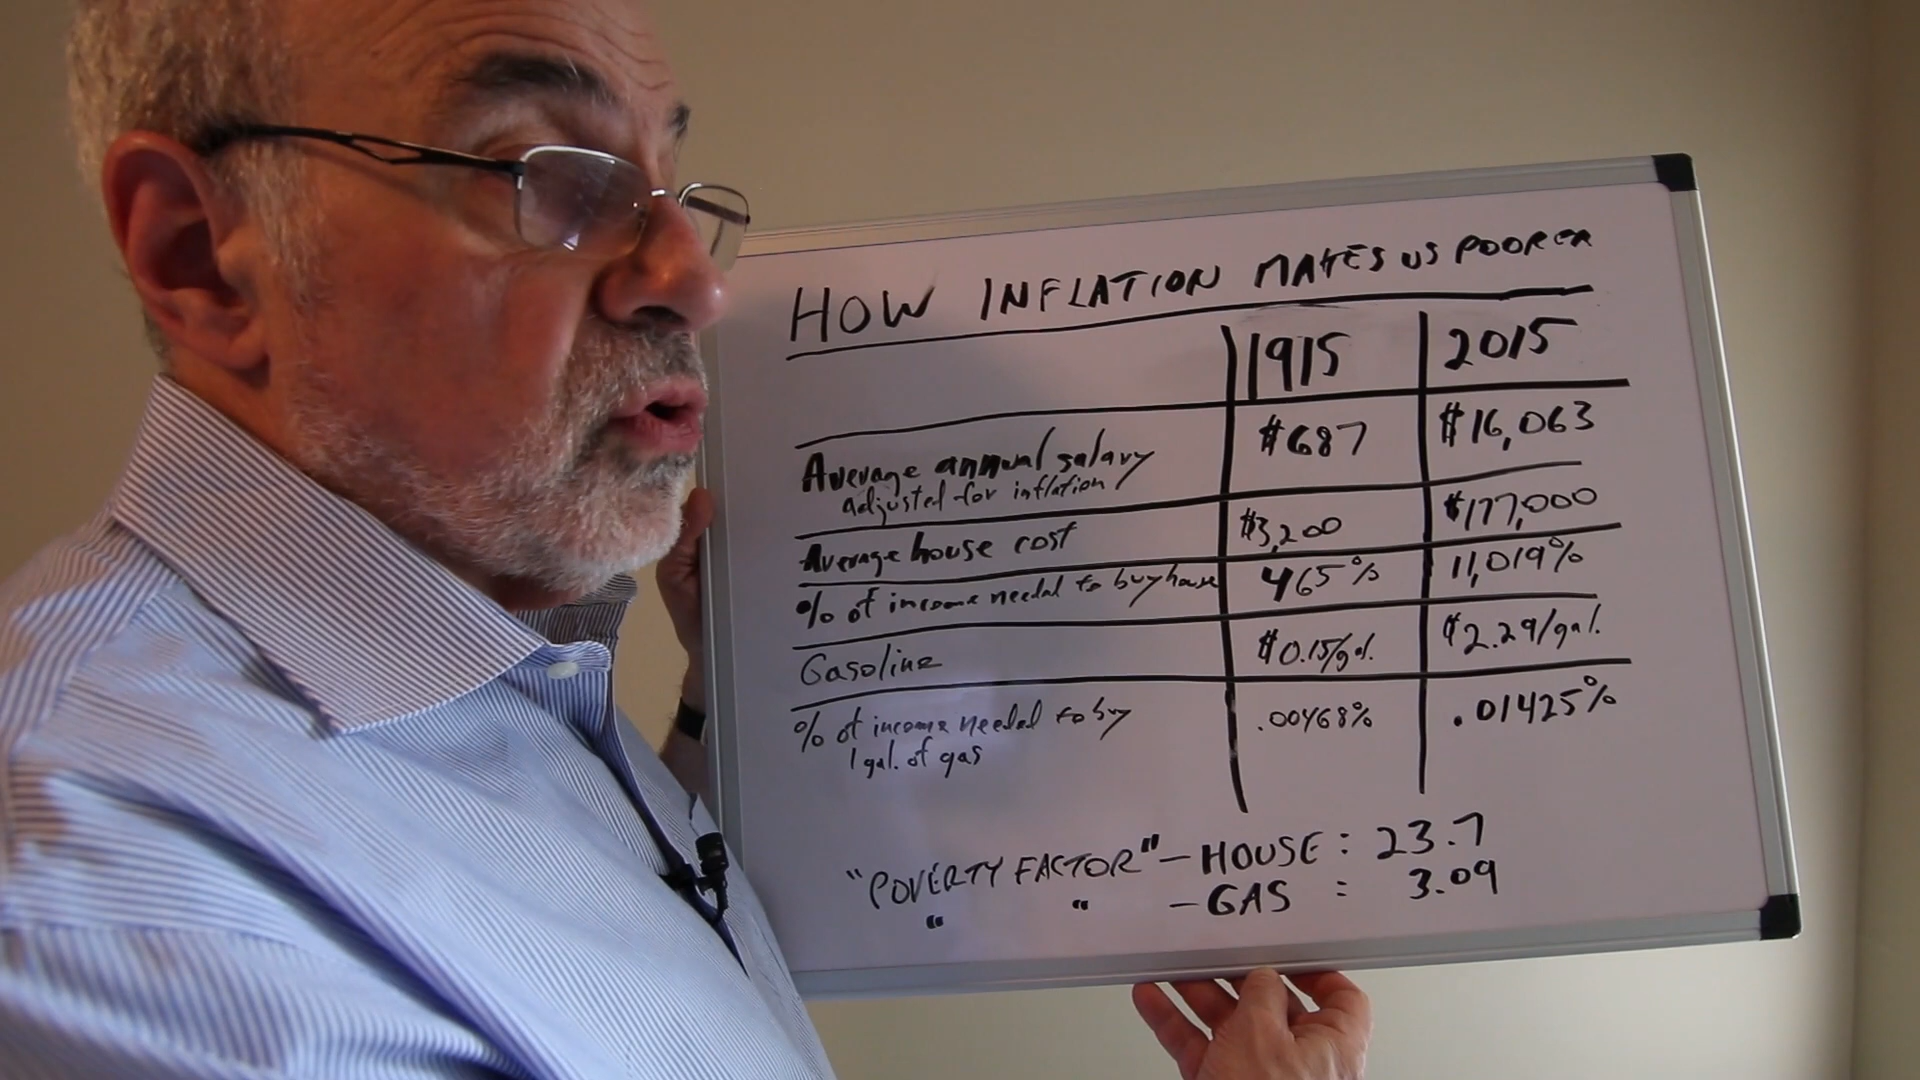 HOW INFLATION MAKES US POORER
1915 2015
Average annual salary $687 $16,063
adjusted for inflation
Average house cost $3,200 $177,000
% of income needed to buy house 465% 11,019%
Gasoline $0.15/gal. $2.29/gal.
% of income needed to buy .00468% .01425%
1 gal. of gas
"POVERTY FACTOR" - HOUSE : 23.7
" " - GAS : 3.09